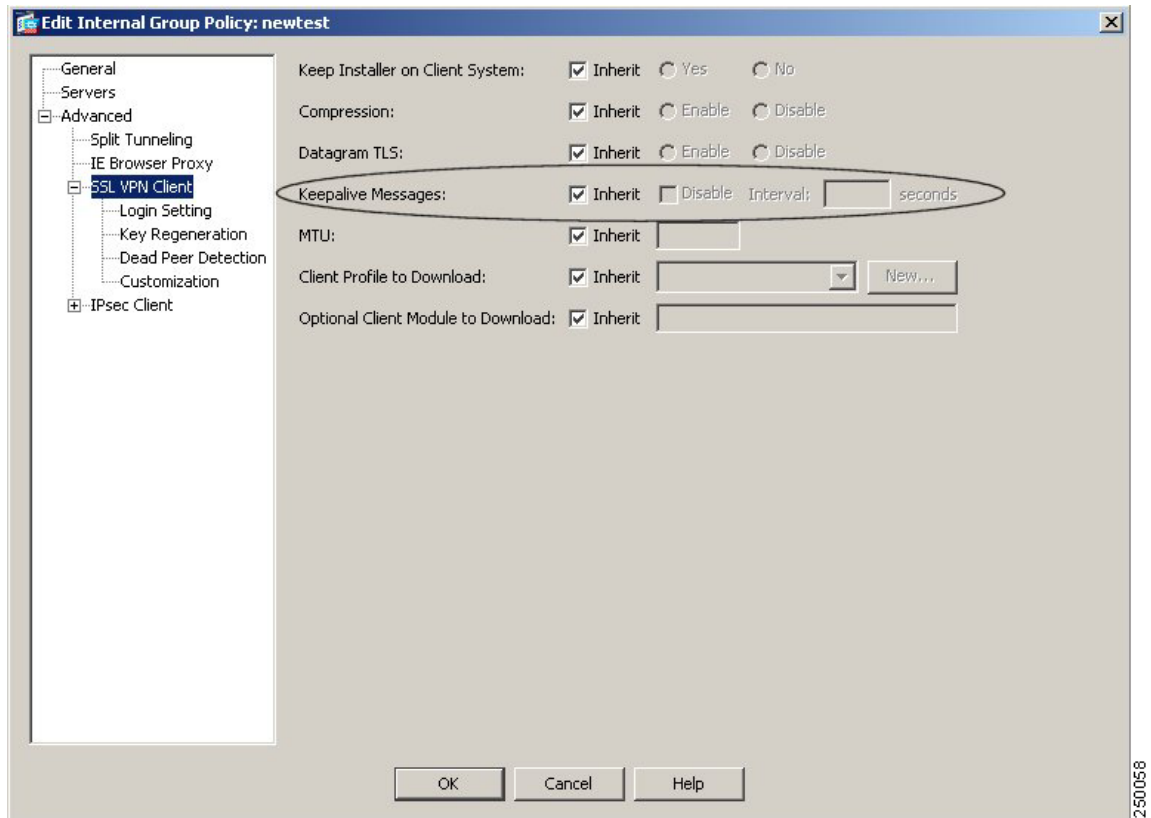 Edit Internal Group Policy: newtest
General
Servers
Advanced
Split Tunneling
IE Browser Proxy
SSL VPN Client
Login Setting
Key Regeneration
Dead Peer Detection
Customization
IPsec Client
Keep Installer on Client System: Inherit Yes No
Compression: Inherit Enable Disable
Datagram TLS: Inherit Enable Disable
Keepalive Messages: Inherit Disable Interval: seconds
MTU: Inherit
Client Profile to Download: Inherit New...
Optional Client Module to Download: Inherit
OK Cancel Help
250058